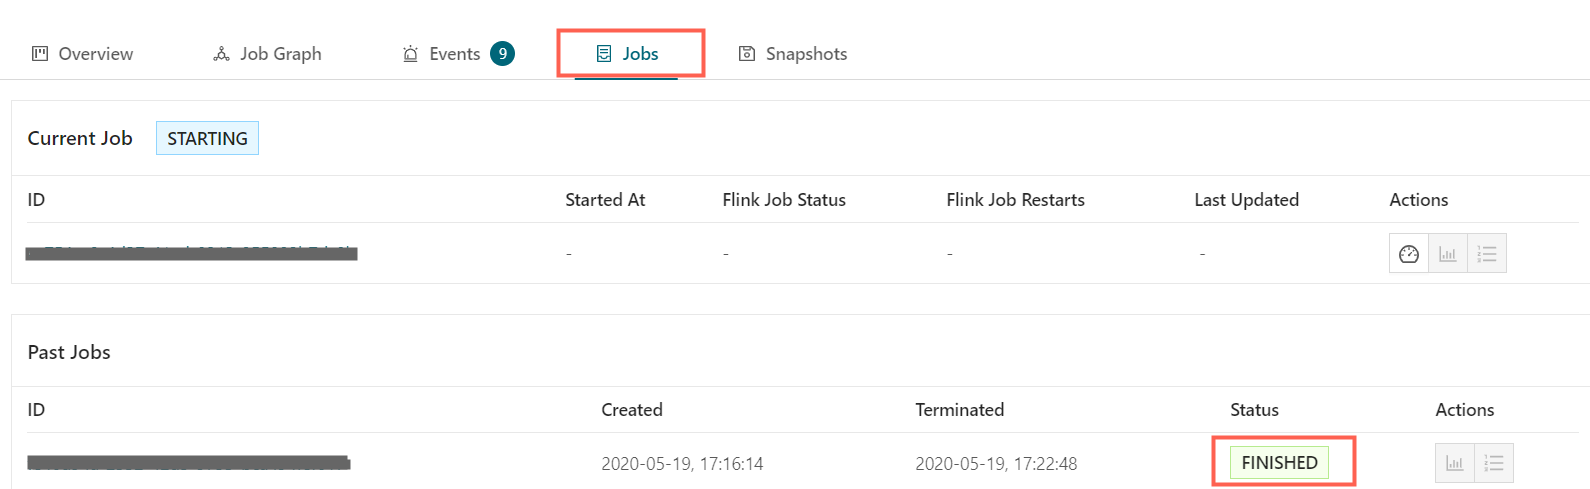 Overview Job Graph Events 9 Jobs Snapshots
Current Job STARTING
ID Started At Flink Job Status Flink Job Restarts Last Updated Actions
- - - -
Past Jobs
ID Created Terminated Status Actions
2020-05-19, 17:16:14 2020-05-19, 17:22:48 FINISHED